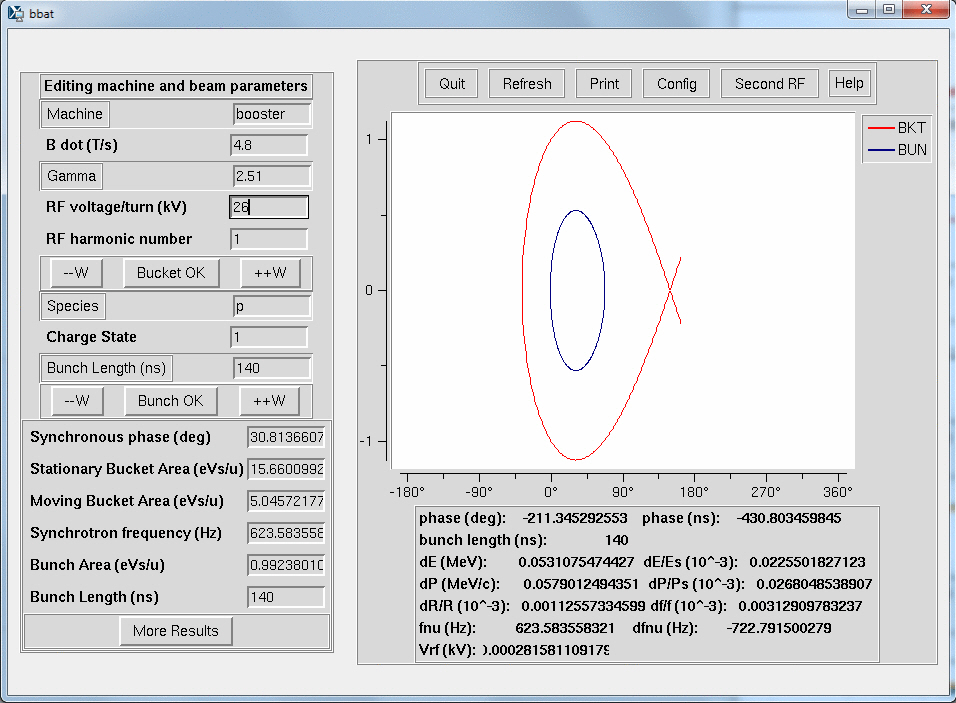 bbat
Editing machine and beam parameters
Machine booster
B dot (T/s) 4.8
Gamma 2.51
RF voltage/turn (kV) 26
RF harmonic number 1
--W Bucket OK ++W
Species p
Charge State 1
Bunch Length (ns) 140
--W Bunch OK ++W
Synchronous phase (deg) 30.8136607
Stationary Bucket Area (eVs/u) 15.6600992
Moving Bucket Area (eVs/u) 5.04572177
Synchrotron frequency (Hz) 623.583558
Bunch Area (eVs/u) 0.99238010
Bunch Length (ns) 140
More Results
Quit Refresh Print Config Second RF Help
BKT
BUN
1
0
-1
-180° -90° 0° 90° 180° 270° 360°
phase (deg): -211.345292553 phase (ns): -430.803459845
bunch length (ns): 140
dE (MeV): 0.0531075474427 dE/Es (10^-3): 0.0225501827123
dP (MeV/c): 0.0579012494351 dP/Ps (10^-3): 0.0268048538907
dR/R (10^-3): 0.00112557334599 df/f (10^-3): 0.00312909783237
fnu (Hz): 623.583558321 dfnu (Hz): -722.791500279
Vrf (kV): 0.00028158110917